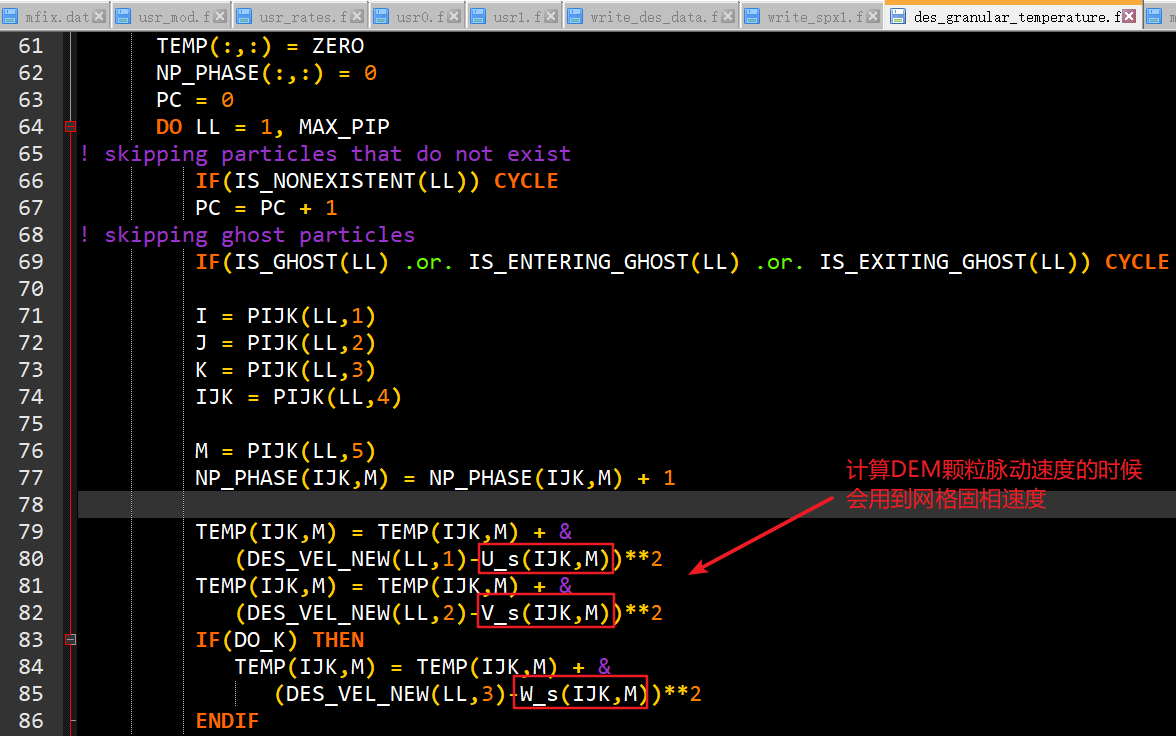 mfix.dat usr_mod.f usr_rates.f usr0.f usr1.f write_des_data.f write_spx1.f des_granular_temperature.f
61 TEMP(:,:) = ZERO
62 NP_PHASE(:,:) = 0
63 PC = 0
64 DO LL = 1, MAX_PIP
65 ! skipping particles that do not exist
66 IF(IS_NONEXISTENT(LL)) CYCLE
67 PC = PC + 1
68 ! skipping ghost particles
69 IF(IS_GHOST(LL) .or. IS_ENTERING_GHOST(LL) .or. IS_EXITING_GHOST(LL)) CYCLE
70
71 I = PIJK(LL,1)
72 J = PIJK(LL,2)
73 K = PIJK(LL,3)
74 IJK = PIJK(LL,4)
75
76 M = PIJK(LL,5)
77 NP_PHASE(IJK,M) = NP_PHASE(IJK,M) + 1
78
79 TEMP(IJK,M) = TEMP(IJK,M) + &
80 (DES_VEL_NEW(LL,1)-U_s(IJK,M))**2
81 TEMP(IJK,M) = TEMP(IJK,M) + &
82 (DES_VEL_NEW(LL,2)-V_s(IJK,M))**2
83 IF(DO_K) THEN
84 TEMP(IJK,M) = TEMP(IJK,M) + &
85 (DES_VEL_NEW(LL,3)-W_s(IJK,M))**2
86 ENDIF
计算DEM颗粒脉动速度的时候
会用到网格固相速度